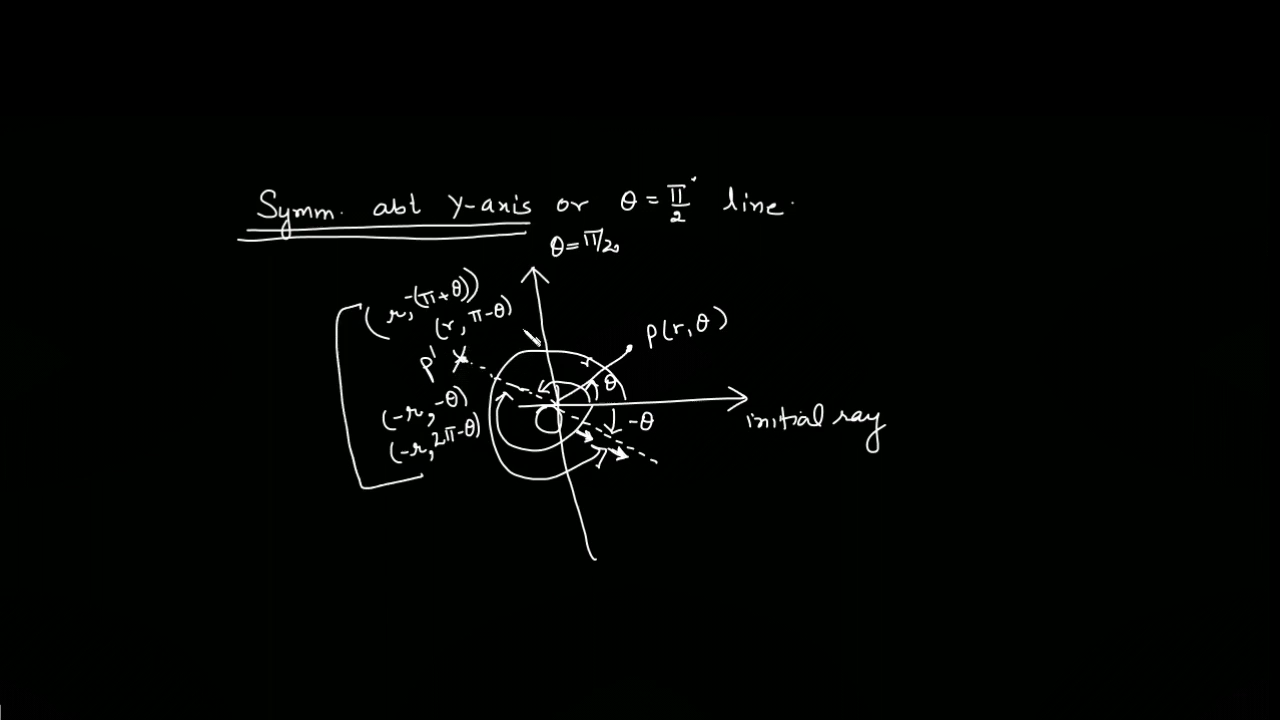 Symm. abt Y-axis or θ = π/2 line.
θ = π/2
(r, -(π+θ))
(r, π-θ)
P(r, θ)
P'
r
θ
(-r, -θ)
-θ
initial ray
(-r, 2π-θ)